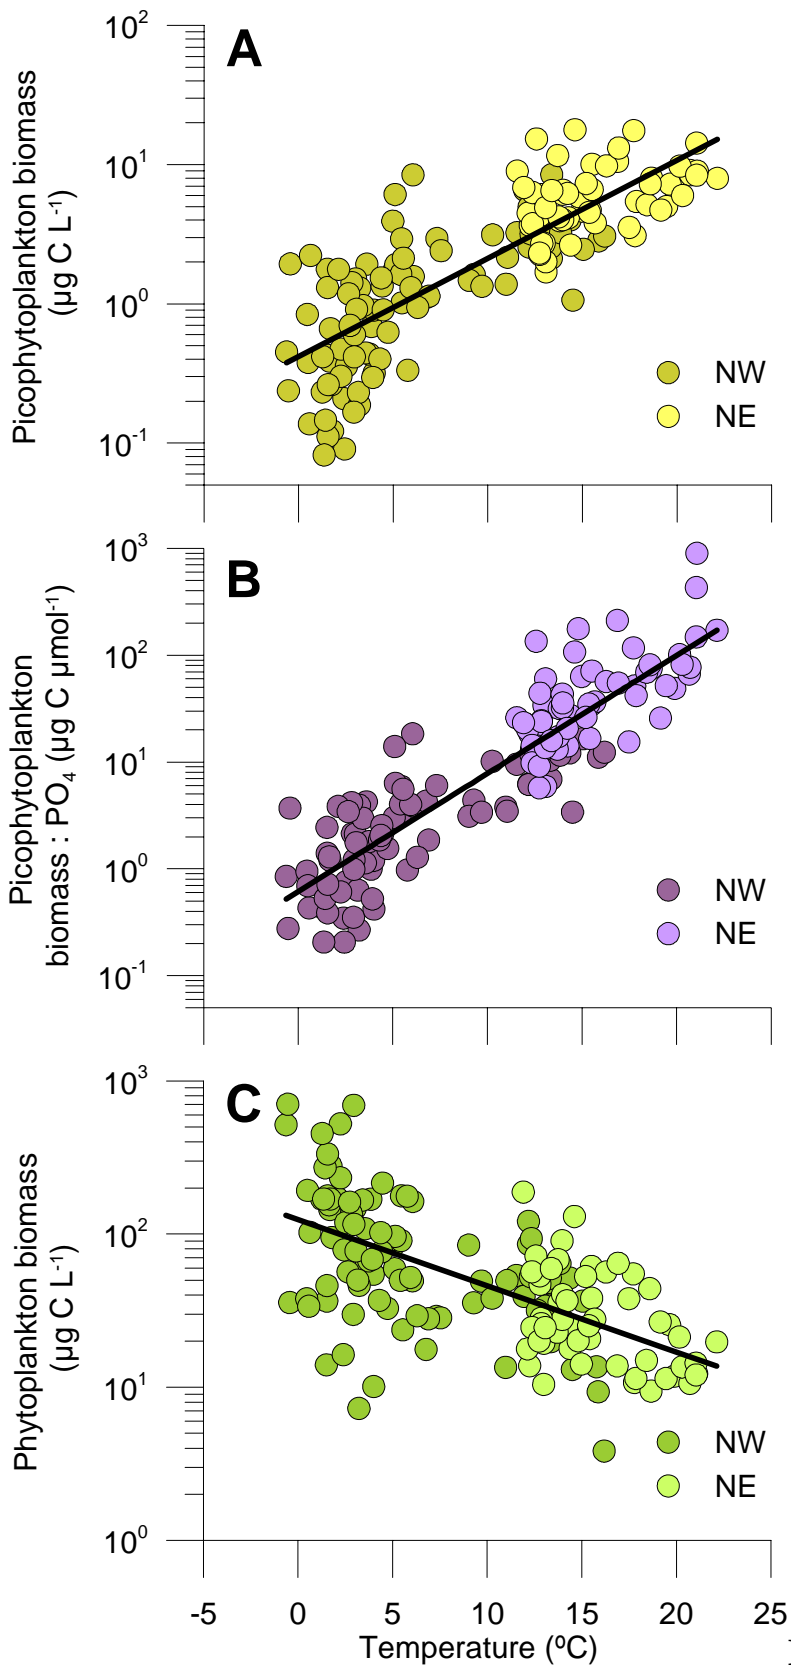 A
10²
10¹
10⁰
10⁻¹
Picophytoplankton biomass
(µg C L⁻¹)
NW
NE
B
10³
10²
10¹
10⁰
10⁻¹
Picophytoplankton
biomass : PO₄ (µg C µmol⁻¹)
NW
NE
C
10³
10²
10¹
10⁰
Phytoplankton biomass
(µg C L⁻¹)
NW
NE
-5 0 5 10 15 20 25
Temperature (ºC)